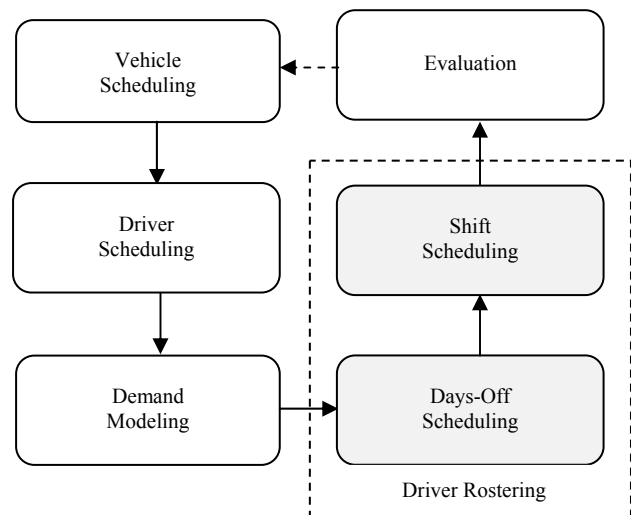 Vehicle
Scheduling
Evaluation
Driver
Scheduling
Shift
Scheduling
Demand
Modeling
Days-Off
Scheduling
Driver Rostering